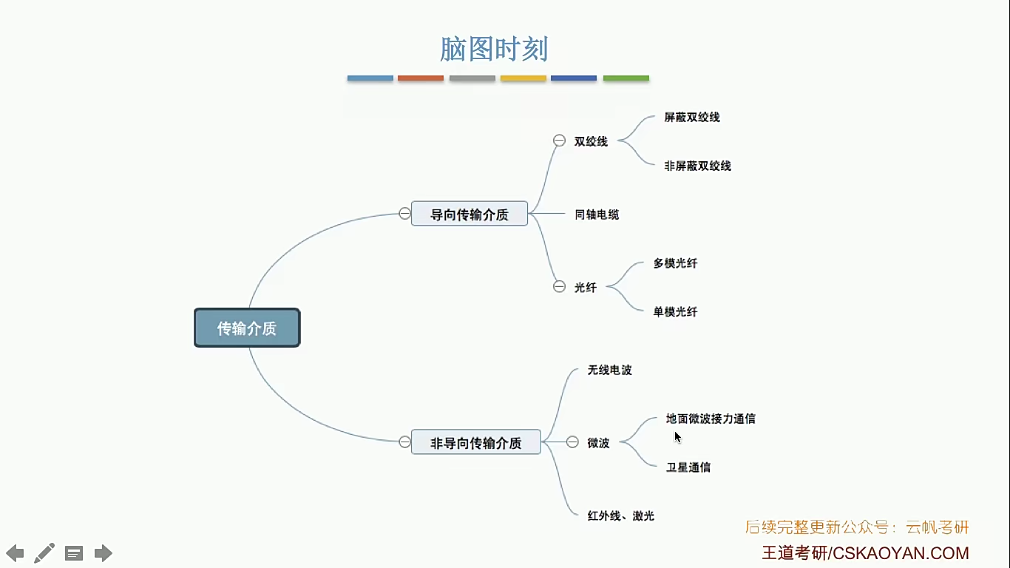 脑图时刻
屏蔽双绞线
双绞线
非屏蔽双绞线
导向传输介质
同轴电缆
多模光纤
光纤
单模光纤
传输介质
无线电波
地面微波接力通信
非导向传输介质
微波
卫星通信
红外线、激光
后续完整更新公众号：云帆考研
王道考研/CSKAOYAN.COM